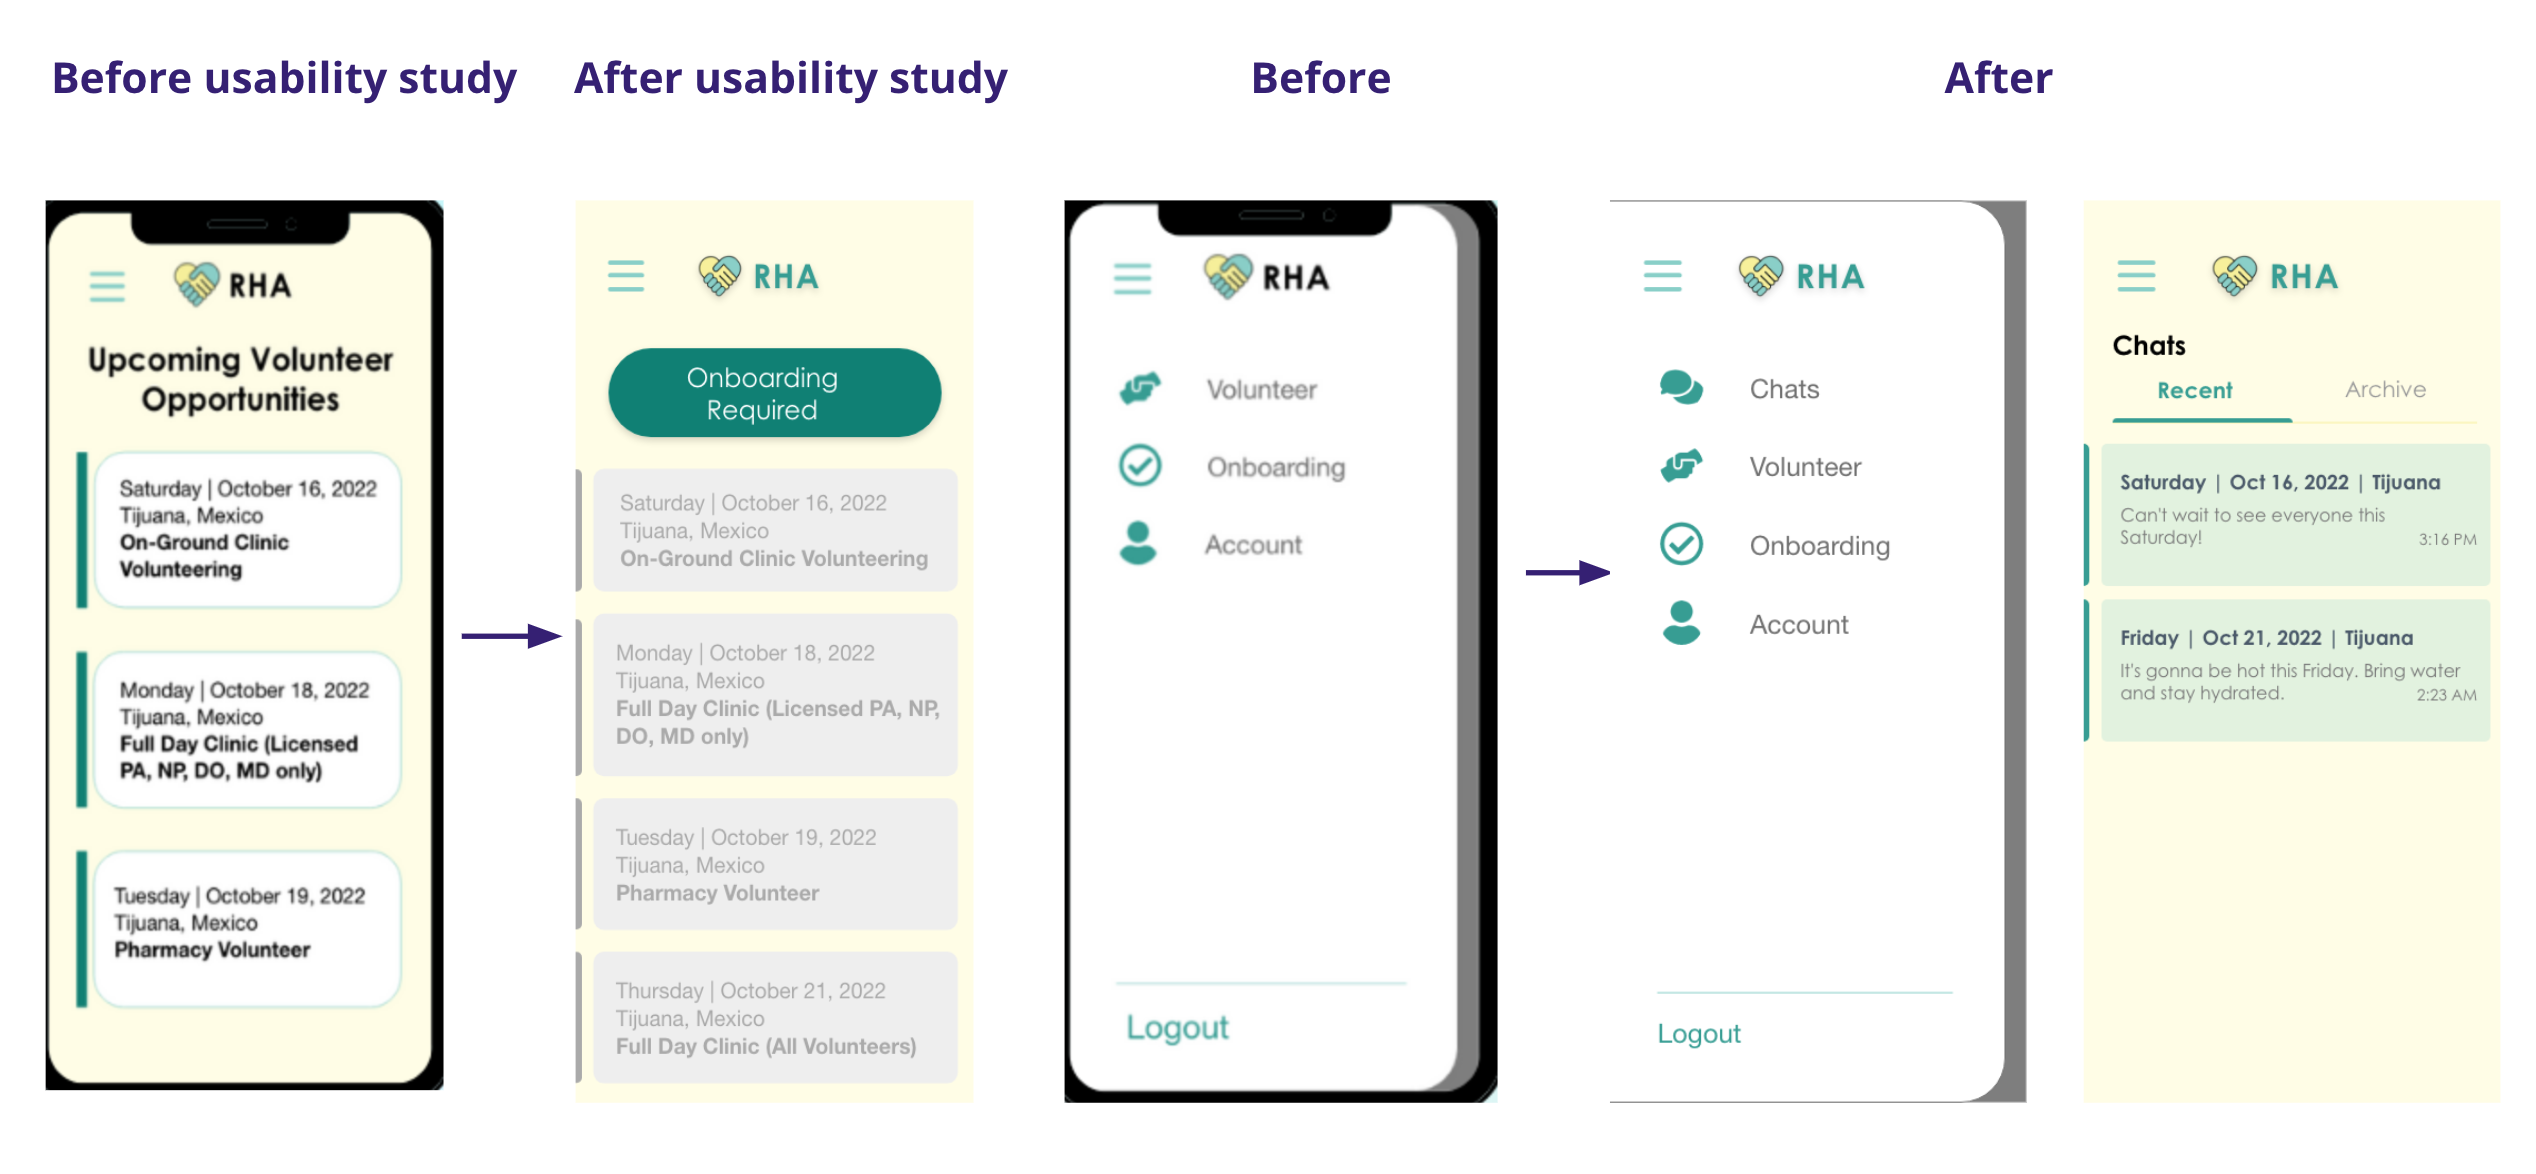 Before usability study
After usability study
Before
After
RHA
Upcoming Volunteer
Opportunities
Saturday | October 16, 2022
Tijuana, Mexico
On-Ground Clinic
Volunteering
Monday | October 18, 2022
Tijuana, Mexico
Full Day Clinic (Licensed
PA, NP, DO, MD only)
Tuesday | October 19, 2022
Tijuana, Mexico
Pharmacy Volunteer
RHA
Onboarding
Required
Saturday | October 16, 2022
Tijuana, Mexico
On-Ground Clinic Volunteering
Monday | October 18, 2022
Tijuana, Mexico
Full Day Clinic (Licensed PA, NP,
DO, MD only)
Tuesday | October 19, 2022
Tijuana, Mexico
Pharmacy Volunteer
Thursday | October 21, 2022
Tijuana, Mexico
Full Day Clinic (All Volunteers)
RHA
Volunteer
Onboarding
Account
Logout
RHA
Chats
Volunteer
Onboarding
Account
Logout
RHA
Chats
Recent
Archive
Saturday | Oct 16, 2022 | Tijuana
Can't wait to see everyone this
Saturday!
3:16 PM
Friday | Oct 21, 2022 | Tijuana
It's gonna be hot this Friday. Bring water
and stay hydrated.
2:23 AM